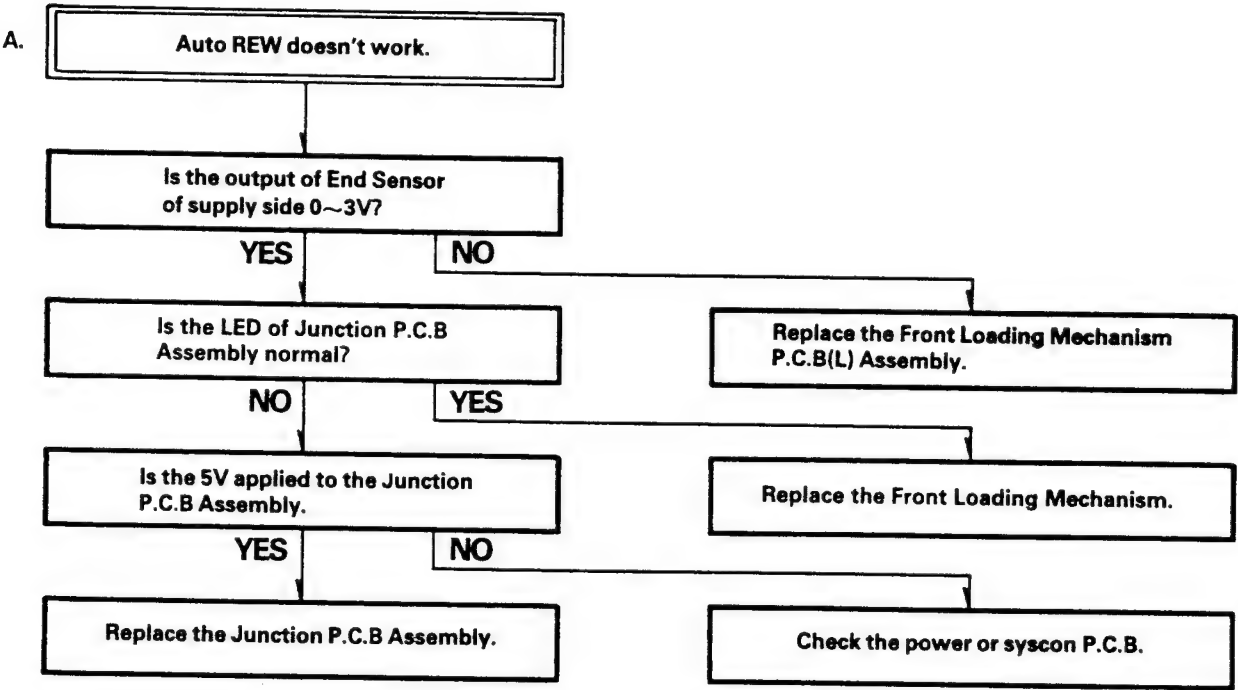 A.
Auto REW doesn't work.
Is the output of End Sensor
of supply side 0~3V?
YES
NO
Is the LED of Junction P.C.B
Assembly normal?
Replace the Front Loading Mechanism
P.C.B(L) Assembly.
NO
YES
Is the 5V applied to the Junction
P.C.B Assembly.
Replace the Front Loading Mechanism.
YES
NO
Replace the Junction P.C.B Assembly.
Check the power or syscon P.C.B.